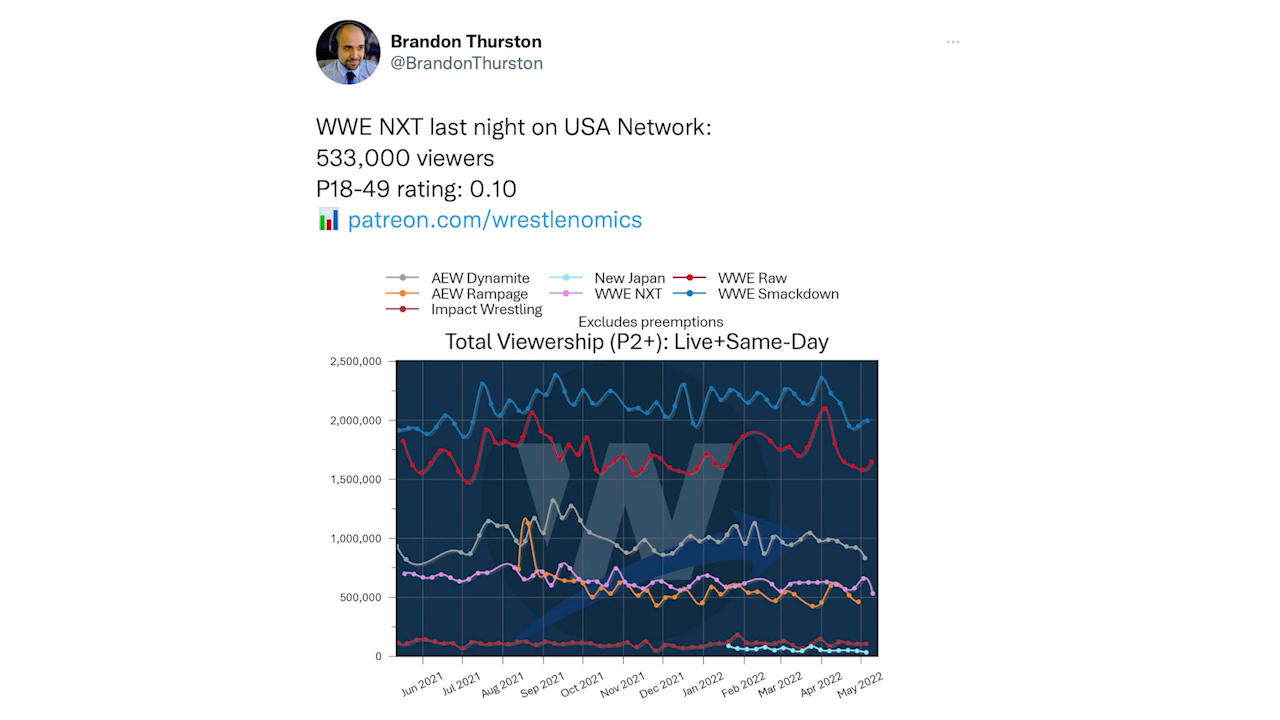 Brandon Thurston
@BrandonThurston
WWE NXT last night on USA Network:
533,000 viewers
P18-49 rating: 0.10
patreon.com/wrestlenomics
AEW Dynamite New Japan WWE Raw
AEW Rampage WWE NXT WWE Smackdown
Impact Wrestling
Excludes preemptions
Total Viewership (P2+): Live+Same-Day
2,500,000
2,000,000
1,500,000
1,000,000
500,000
0
Jun 2021 Jul 2021 Aug 2021 Sep 2021 Oct 2021 Nov 2021 Dec 2021 Jan 2022 Feb 2022 Mar 2022 Apr 2022 May 2022
W